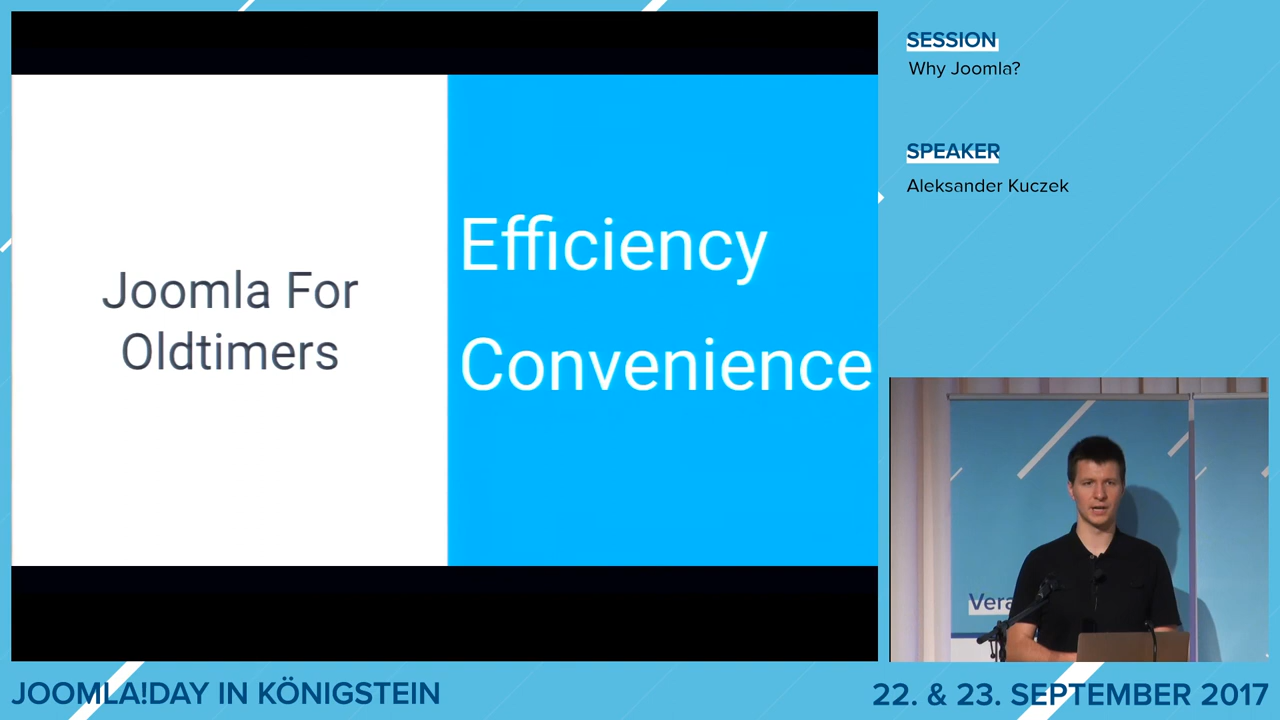 SESSION
Why Joomla?
SPEAKER
Aleksander Kuczek
Joomla For
Oldtimers
Efficiency
Convenience
Vera
JOOMLA!DAY IN KÖNIGSTEIN
22. & 23. SEPTEMBER 2017